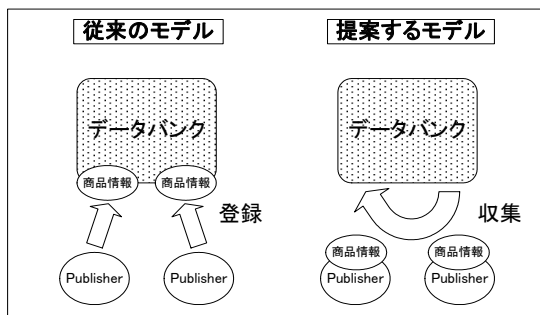 従来のモデル
データバンク
商品情報
商品情報
登録
Publisher
Publisher
提案するモデル
データバンク
収集
商品情報
商品情報
Publisher
Publisher